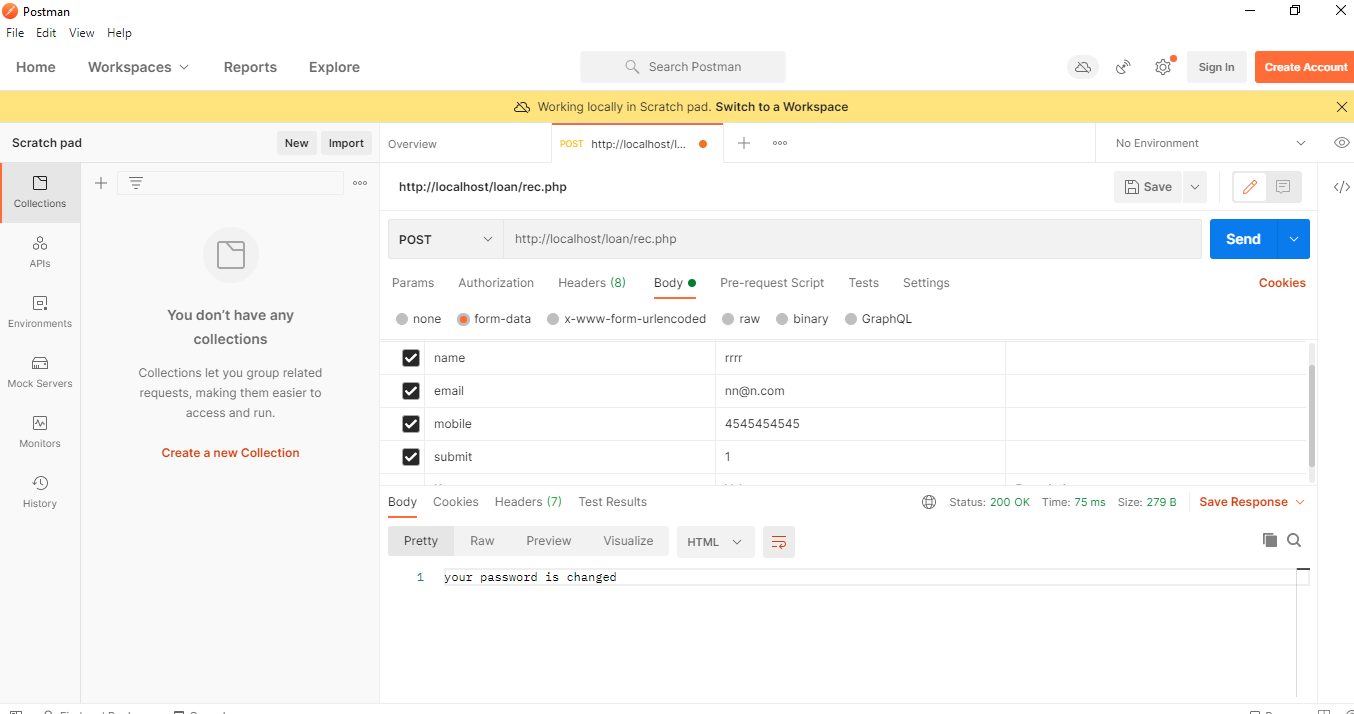 Postman
File Edit View Help
Home Workspaces Reports Explore Search Postman Sign In Create Account
Working locally in Scratch pad. Switch to a Workspace
Scratch pad New Import Overview POST http://localhost/l... No Environment
http://localhost/loan/rec.php Save
Collections
POST http://localhost/loan/rec.php Send
APIs
Params Authorization Headers (8) Body Pre-request Script Tests Settings Cookies
none form-data x-www-form-urlencoded raw binary GraphQL
Environments
You don't have any
collections
name rrrr
email nn@n.com
mobile 4545454545
submit 1
Mock Servers
Collections let you group related
requests, making them easier to
access and run.
Monitors
Create a new Collection
History
Body Cookies Headers (7) Test Results Status: 200 OK Time: 75 ms Size: 279 B Save Response
Pretty Raw Preview Visualize HTML
1 your password is changed